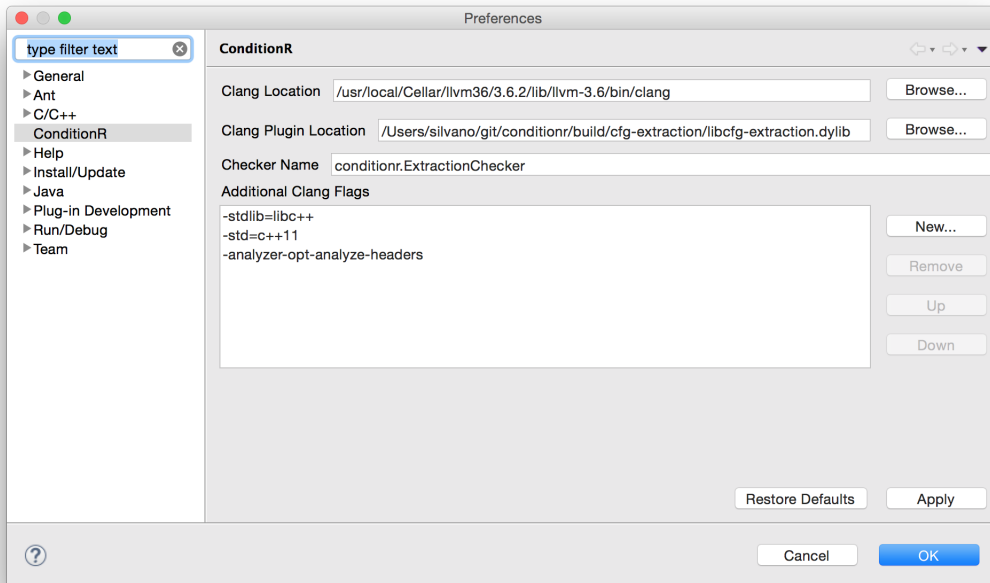 Preferences
type filter text
General
Ant
C/C++
ConditionR
Help
Install/Update
Java
Plug-in Development
Run/Debug
Team
ConditionR
Clang Location /usr/local/Cellar/llvm36/3.6.2/lib/llvm-3.6/bin/clang Browse...
Clang Plugin Location /Users/silvano/git/conditionr/build/cfg-extraction/libcfg-extraction.dylib Browse...
Checker Name conditionr.ExtractionChecker
Additional Clang Flags
-stdlib=libc++
-std=c++11
-analyzer-opt-analyze-headers
New...
Remove
Up
Down
Restore Defaults Apply
? Cancel OK